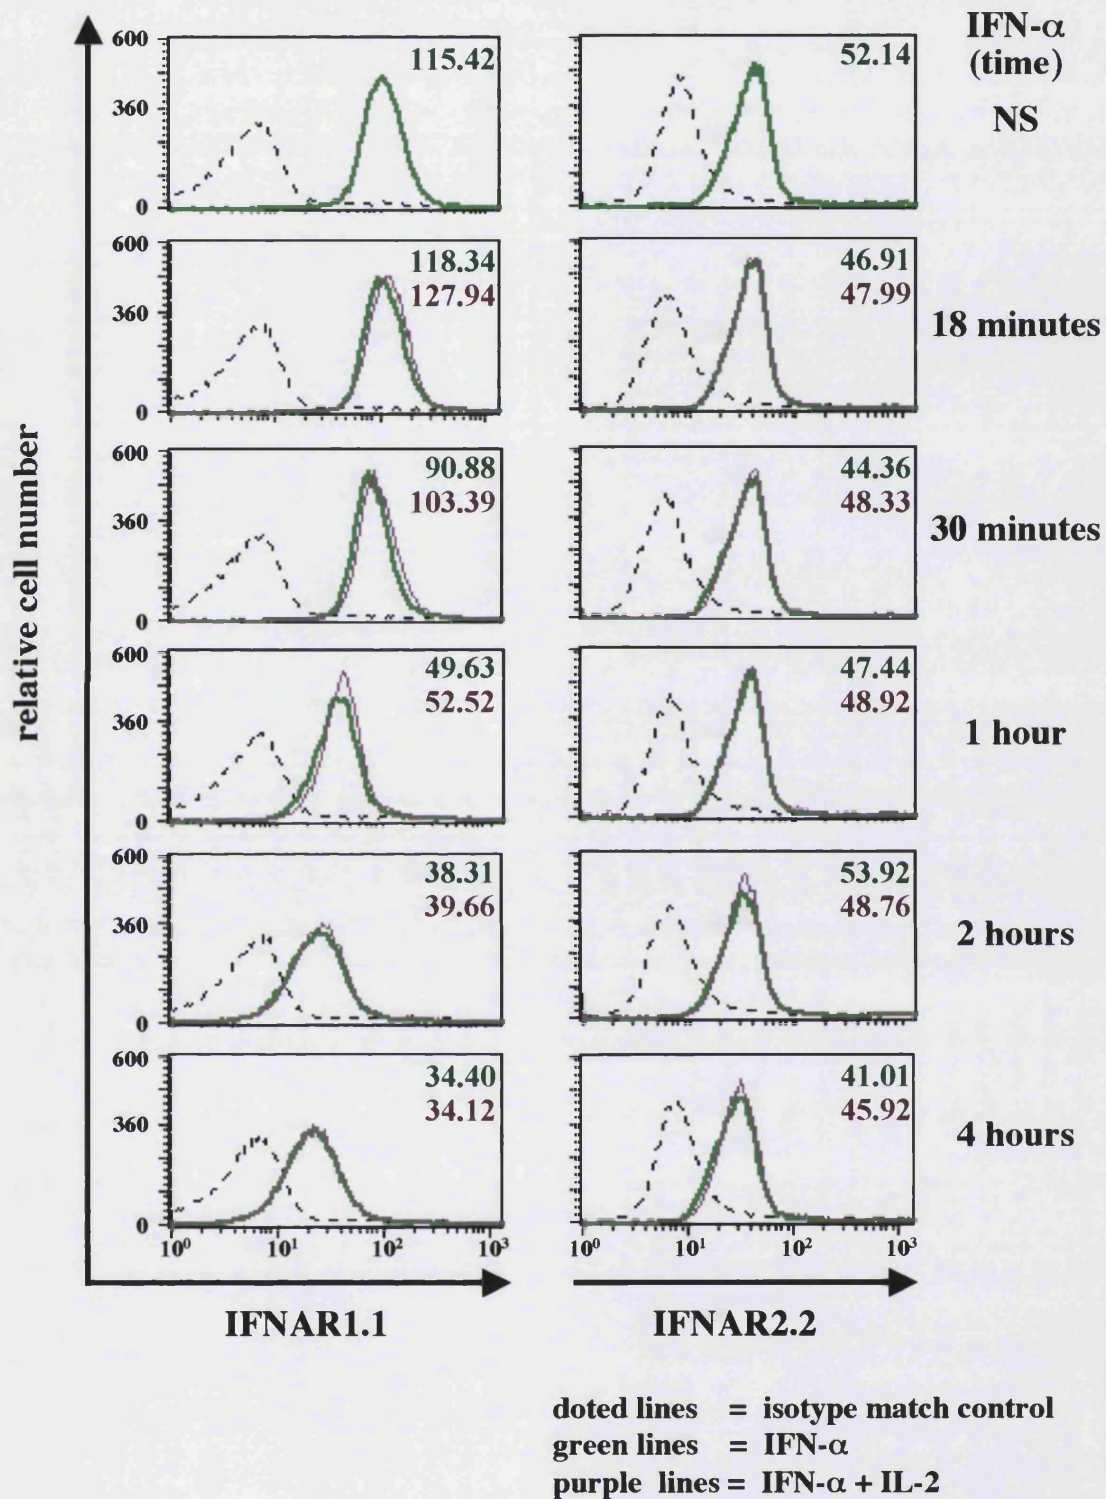 IFN-α
(time)
600
360
0
115.42
52.14
NS
600
360
0
118.34
127.94
46.91
47.99
18 minutes
600
360
0
90.88
103.39
44.36
48.33
30 minutes
600
360
0
49.63
52.52
47.44
48.92
1 hour
600
360
0
38.31
39.66
53.92
48.76
2 hours
600
360
0
34.40
34.12
41.01
45.92
4 hours
relative cell number
10⁰ 10¹ 10² 10³
10⁰ 10¹ 10² 10³
IFNAR1.1
IFNAR2.2
doted lines = isotype match control
green lines = IFN-α
purple lines = IFN-α + IL-2